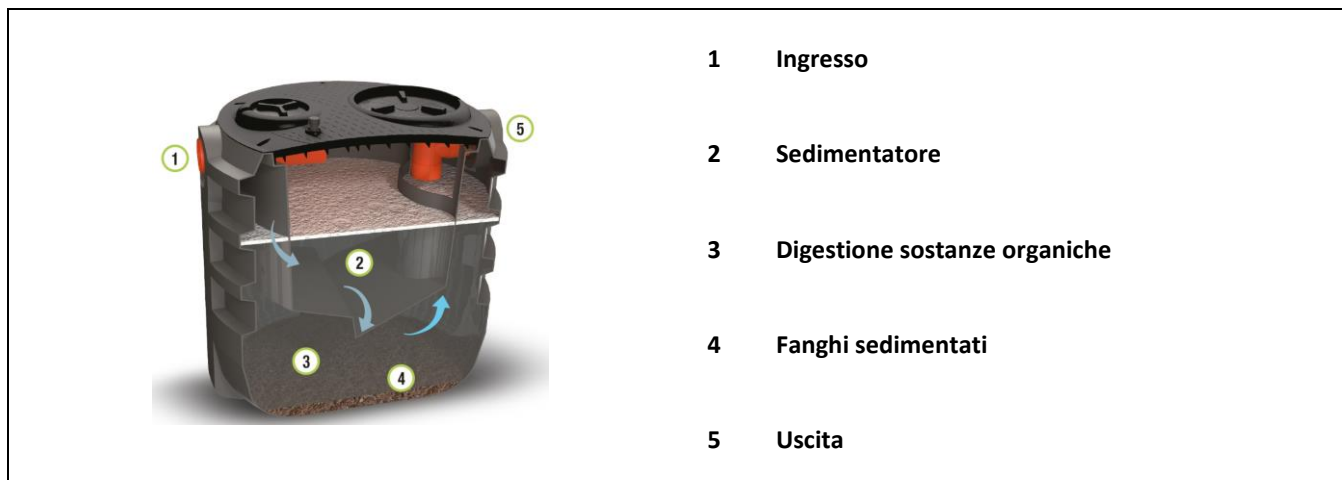 1 Ingresso
2 Sedimentatore
3 Digestione sostanze organiche
4 Fanghi sedimentati
5 Uscita
1
5
2
3
4